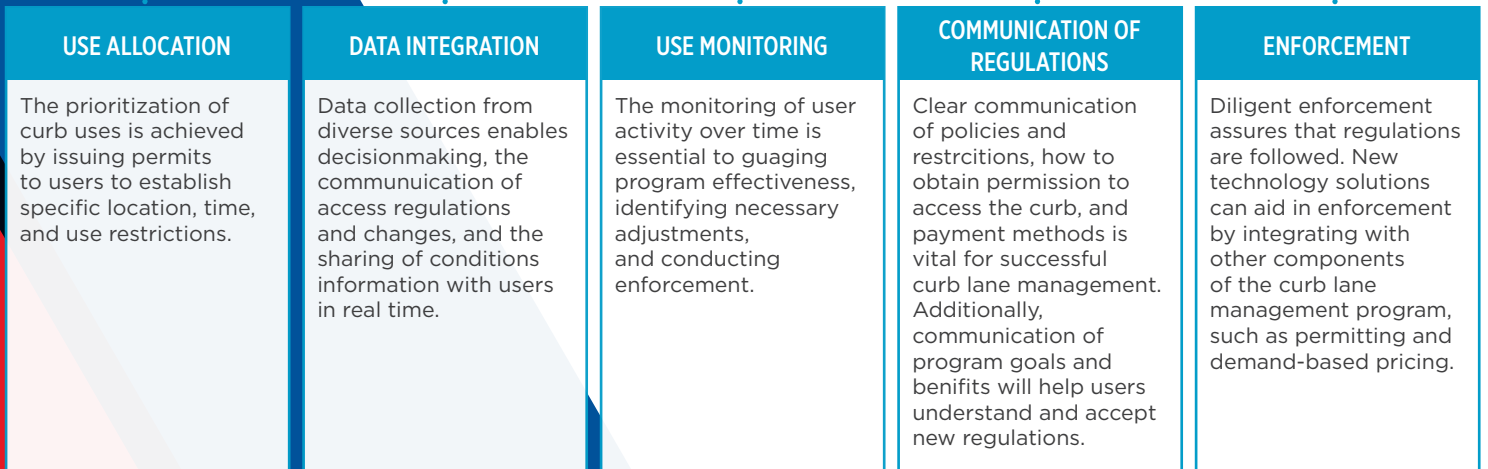 USE ALLOCATION
The prioritization of
curb uses is achieved
by issuing permits
to users to establish
specific location, time,
and use restrictions.
DATA INTEGRATION
Data collection from
diverse sources enables
decisionmaking, the
communuication of
access regulations
and changes, and the
sharing of conditions
information with users
in real time.
USE MONITORING
The monitoring of user
activity over time is
essential to guaging
program effectiveness,
identifying necessary
adjustments,
and conducting
enforcement.
COMMUNICATION OF
REGULATIONS
Clear communication
of policies and
restrcitions, how to
obtain permission to
access the curb, and
payment methods is
vital for successful
curb lane management.
Additionally,
communication of
program goals and
benifits will help users
understand and accept
new regulations.
ENFORCEMENT
Diligent enforcement
assures that regulations
are followed. New
technology solutions
can aid in enforcement
by integrating with
other components
of the curb lane
management program,
such as permitting and
demand-based pricing.